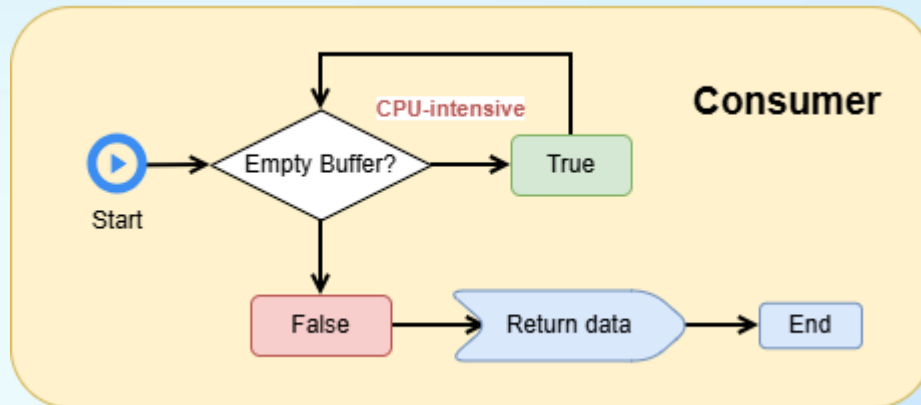 CPU-intensive
Consumer
Empty Buffer?
True
Start
False
Return data
End